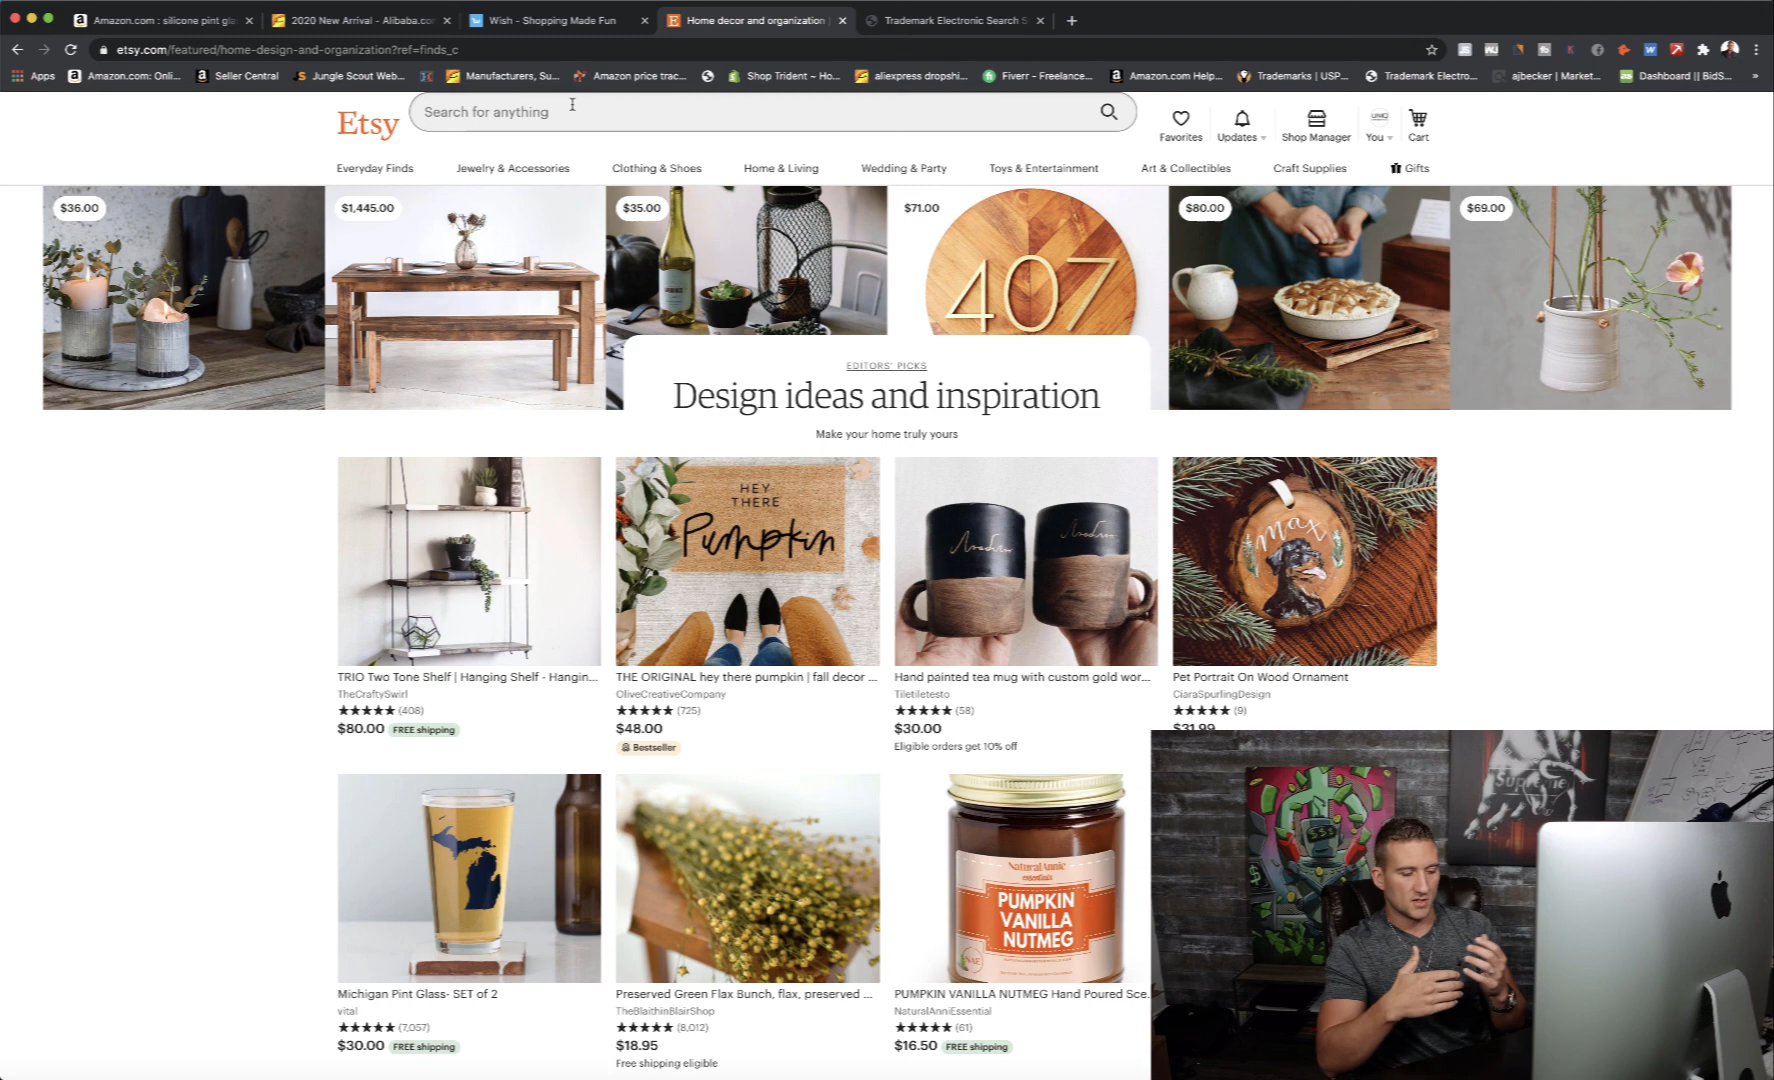 Amazon.com : silicone pint gla
2020 New Arrival - Alibaba.co
Wish - Shopping Made Fun
Home decor and organization
Trademark Electronic Search S
etsy.com/featured/home-design-and-organization?ref=finds_c
Apps
Amazon.com: Onli...
Seller Central
Jungle Scout Web...
Manufacturers, Su...
Amazon price trac...
Shop Trident – Ho...
aliexpress dropshi...
Fiverr - Freelance...
Amazon.com Help...
Trademarks | USP...
Trademark Electro...
ajbecker | Market...
Dashboard || BidS...
Etsy
Search for anything
Favorites
Updates
Shop Manager
You
Cart
Everyday Finds
Jewelry & Accessories
Clothing & Shoes
Home & Living
Wedding & Party
Toys & Entertainment
Art & Collectibles
Craft Supplies
Gifts
$36.00
$1,445.00
$35.00
$71.00
$80.00
$69.00
407
EDITORS' PICKS
Design ideas and inspiration
Make your home truly yours
HEY
THERE
Pumpkin
max
TRIO Two Tone Shelf | Hanging Shelf - Hangin...
TheCraftySwirl
(408)
$80.00 FREE shipping
THE ORIGINAL hey there pumpkin | fall decor ...
OliveCreativeCompany
(725)
$48.00
Bestseller
Hand painted tea mug with custom gold wor...
Tiletiletesto
(58)
$30.00
Eligible orders get 10% off
Pet Portrait On Wood Ornament
CiaraSpurlingDesign
(9)
$31.99
NaturalAnnie
essentials
PUMPKIN
VANILLA
NUTMEG
NAE
Supreme
$$$
Michigan Pint Glass- SET of 2
vital
(7,057)
$30.00 FREE shipping
Preserved Green Flax Bunch, flax, preserved ...
TheBlaithinBlairShop
(8,012)
$18.95
Free shipping eligible
PUMPKIN VANILLA NUTMEG Hand Poured Sce.
NaturalAnniEssential
(61)
$16.50 FREE shipping